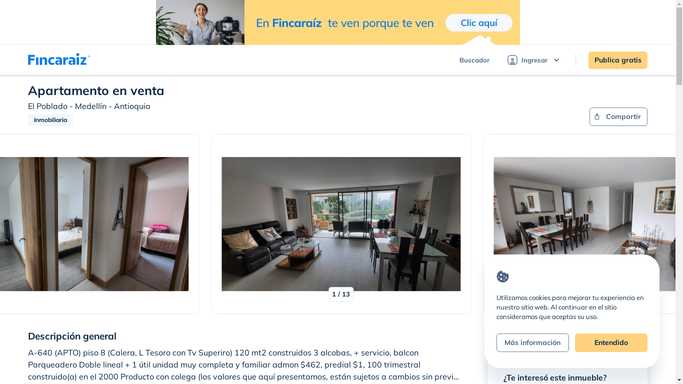 En Fincaraíz te ven porque te ven
Clic aquí
Fincaraiz
Buscador
Ingresar
Publica gratis
Apartamento en venta
El Poblado - Medellín - Antioquia
Inmobiliaria
Compartir
1 / 13
Descripción general
A-640 (APTO) piso 8 (Calera, L Tesoro con Tv Superiro) 120 mt2 construidos 3 alcobas, + servicio, balcon
Parqueadero Doble lineal + 1 útil unidad muy completa y familiar admon $462, predial $1, 100 trimestral
construido(a) en el 2000 Producto con colega (los valores que aquí presentamos, están sujetos a cambios sin previ...
Utilizamos cookies para mejorar tu experiencia en
nuestro sitio web. Al continuar en el sitio
consideramos que aceptas su uso.
Más información
Entendido
¿Te interesó este inmueble?